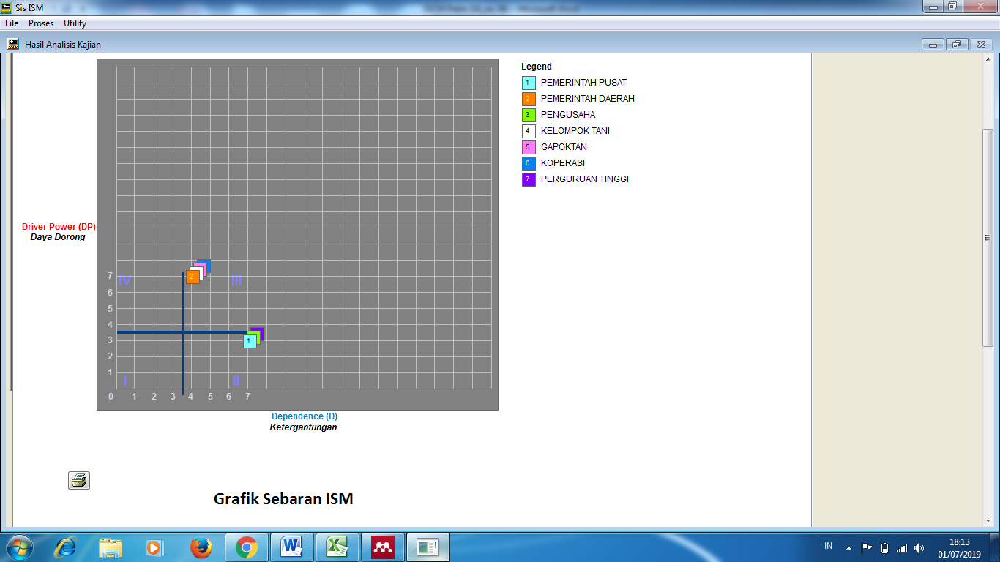 Sis ISM
File Proses Utility
Hasil Analisis Kajian
Legend
1 PEMERINTAH PUSAT
2 PEMERINTAH DAERAH
3 PENGUSAHA
4 KELOMPOK TANI
5 GAPOKTAN
6 KOPERASI
7 PERGURUAN TINGGI
Driver Power (DP)
Daya Dorong
7
6
5
4
3
2
1
IV
III
2
1
I
II
0 1 2 3 4 5 6 7
Dependence (D)
Ketergantungan
Grafik Sebaran ISM
IN
18:13
01/07/2019